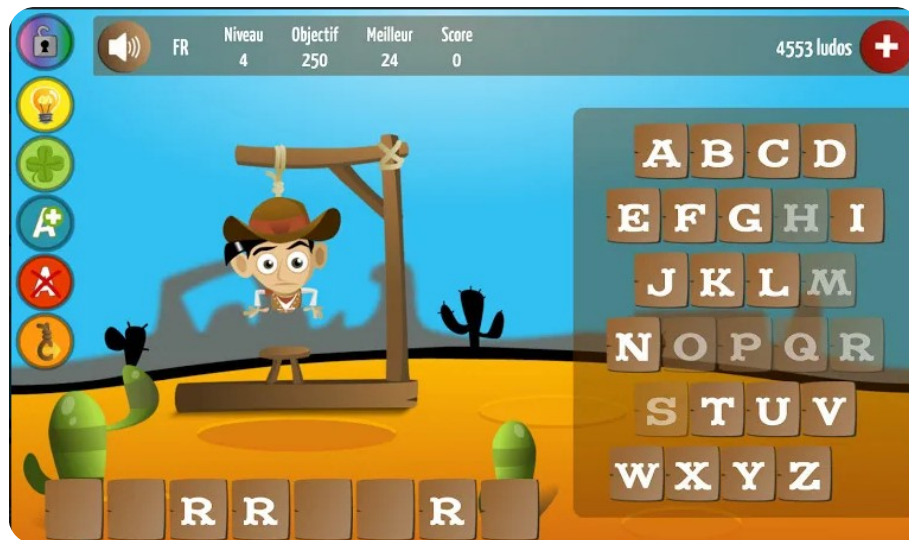 FR
Niveau Objectif Meilleur Score
4 250 24 0
4553 ludos +
A+
A
A B C D
E F G H I
J K L M
N O P Q R
S T U V
W X Y Z
R R R